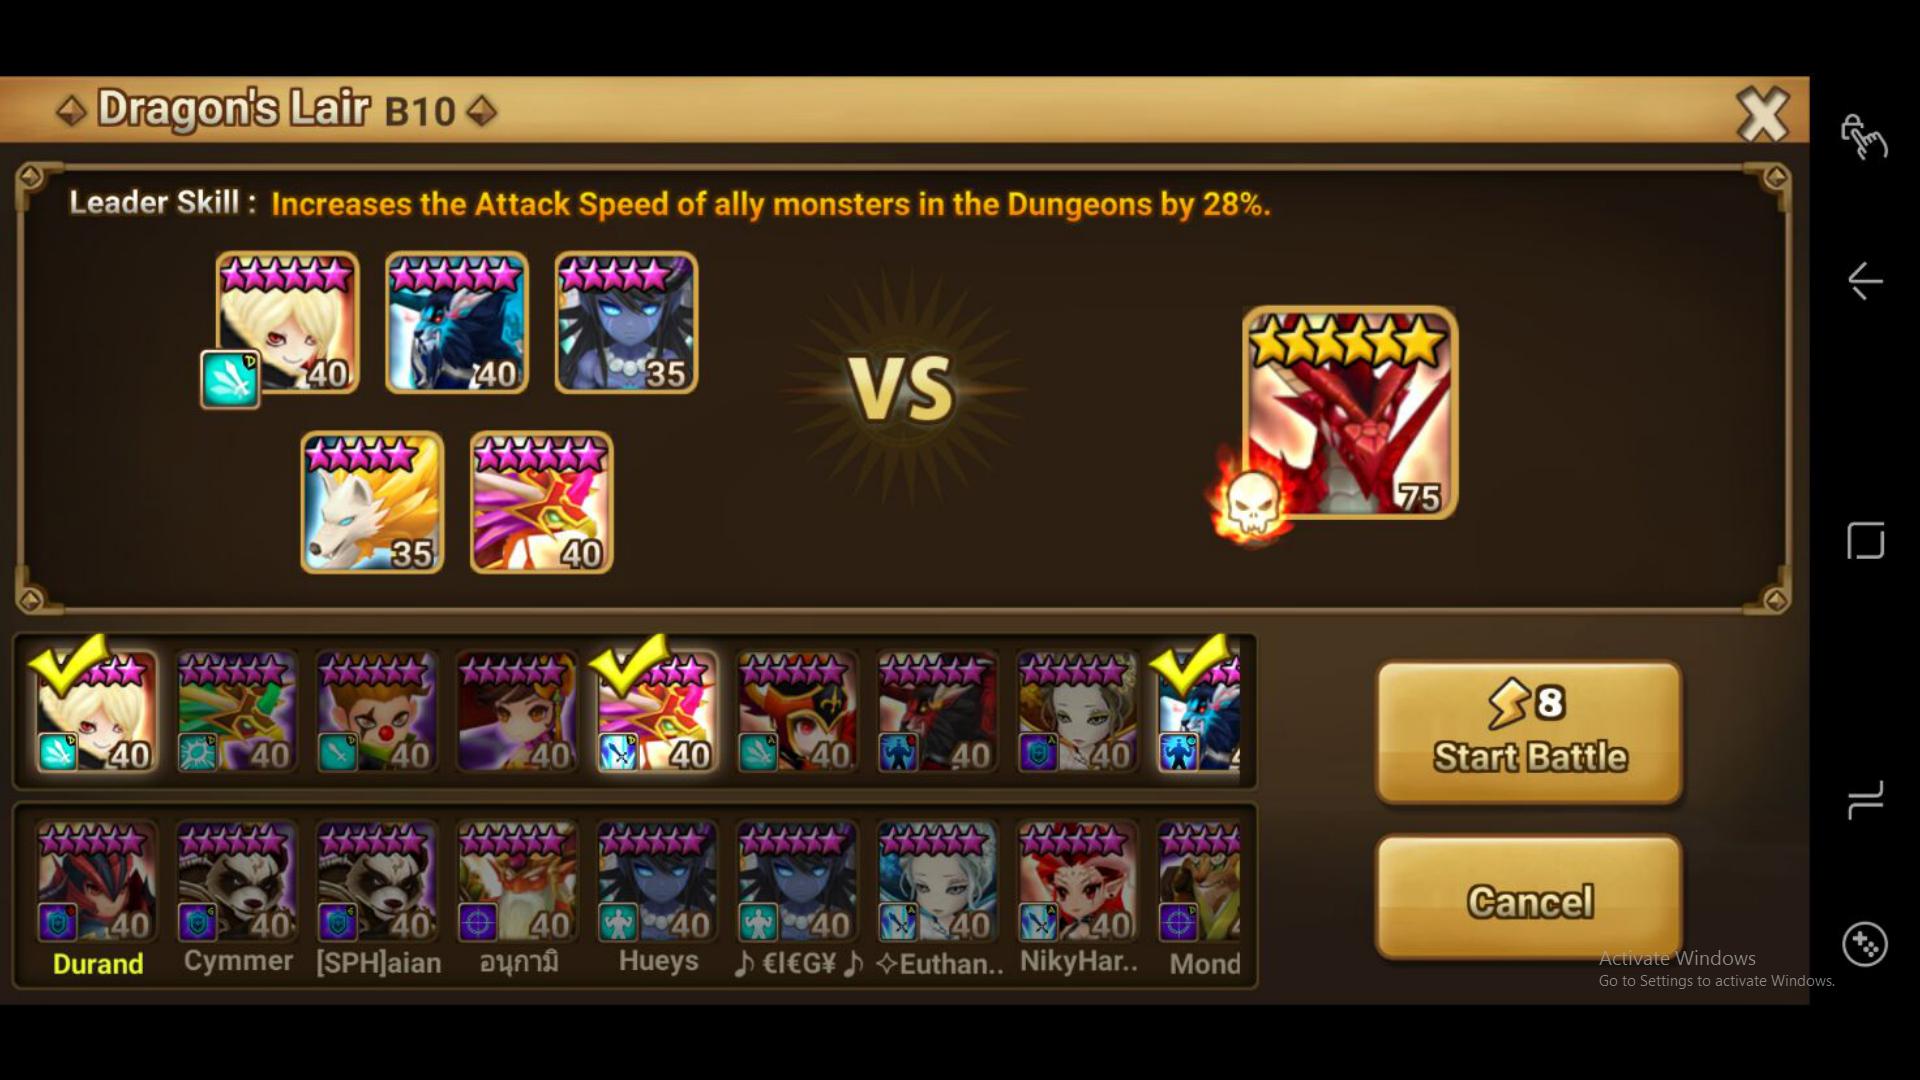 Dragon's Lair B10
Leader Skill : Increases the Attack Speed of ally monsters in the Dungeons by 28%.
40 40 35
VS
75
35 40
40 40 40 40 40 40 40 40
8
Start Battle
40 40 40 40 40 40 40 40
Durand Cymmer [SPH]aian อนุกามิ Hueys ♪ €l€G¥ ♪ ✧Euthan.. NikyHar.. Mond
Cancel
Activate Windows
Go to Settings to activate Windows.